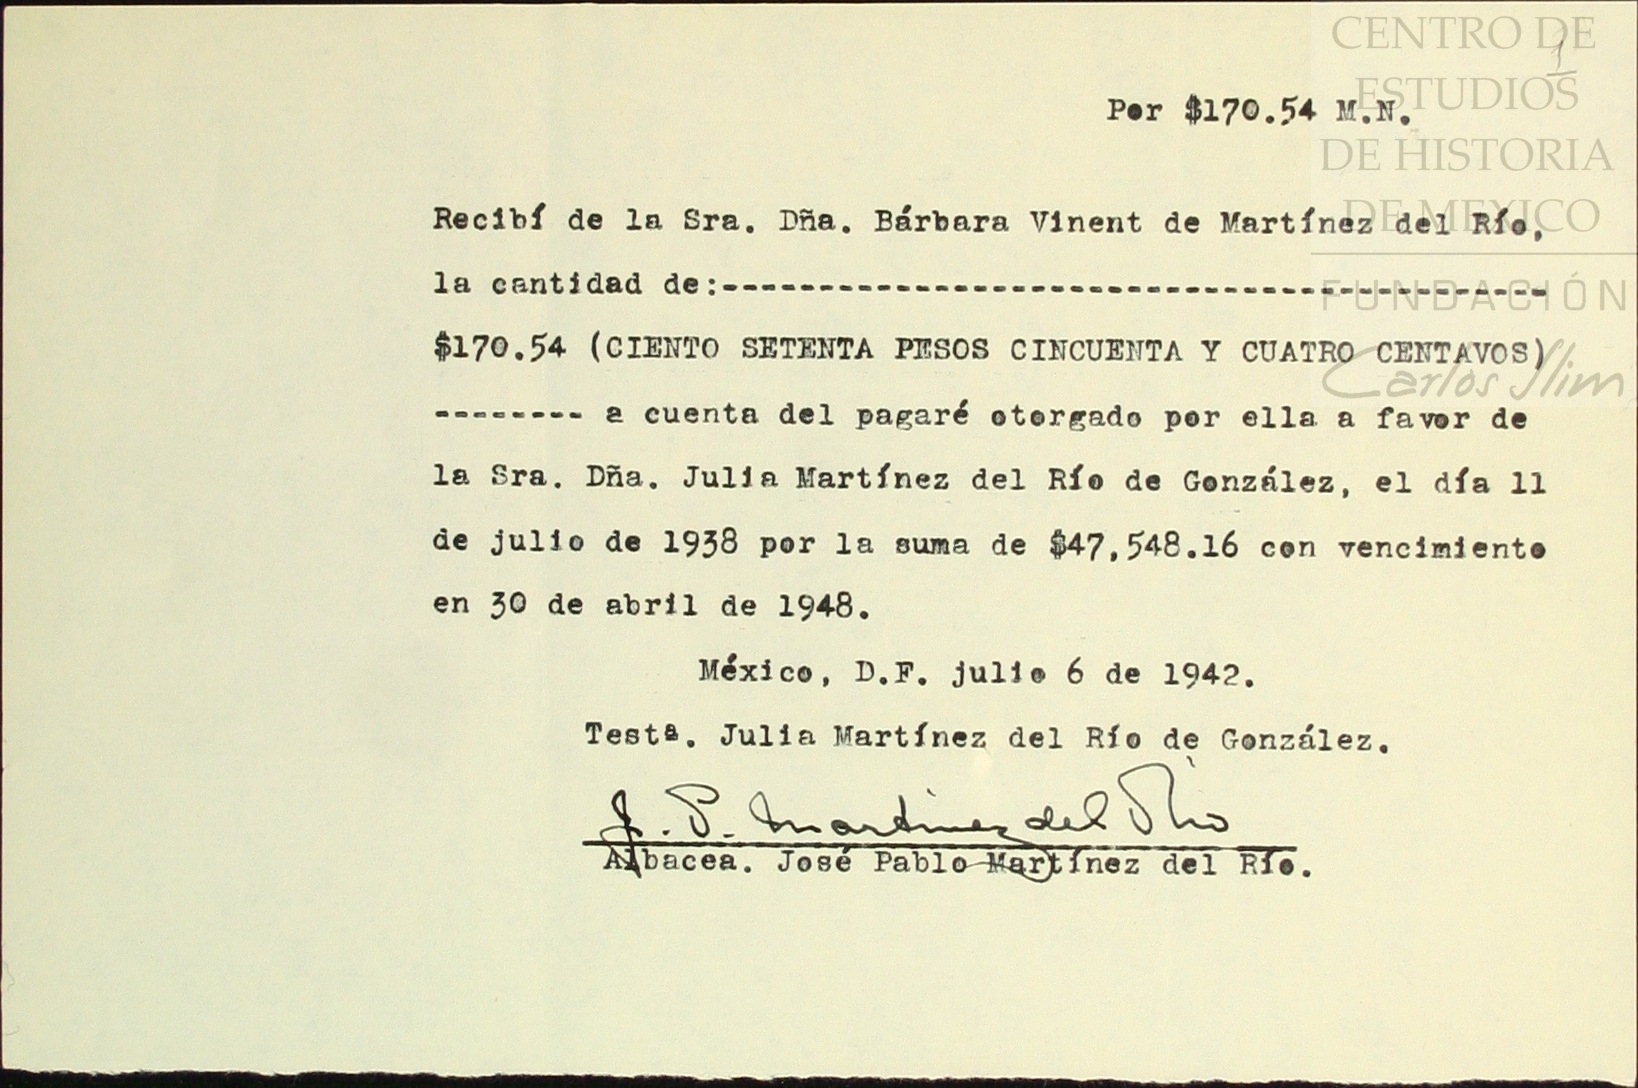 CENTRO DE
ESTUDIOS
DE HISTORIA
DE MÉXICO
FUNDACIÓN
Carlos Slim
1
Por $170.54 M.N.
Recibí de la Sra. Dña. Bárbara Vinent de Martínez del Río,
la cantidad de:-------------------------------------------
$170.54 (CIENTO SETENTA PESOS CINCUENTA Y CUATRO CENTAVOS)
-------- a cuenta del pagaré otorgado por ella a favor de
la Sra. Dña. Julia Martínez del Río de González, el día 11
de julio de 1938 por la suma de $47,548.16 con vencimiento
en 30 de abril de 1948.
México, D.F. julio 6 de 1942.
Testª. Julia Martínez del Río de González.
J. P. Martinez del Rio
Albacea. José Pablo Martínez del Río.